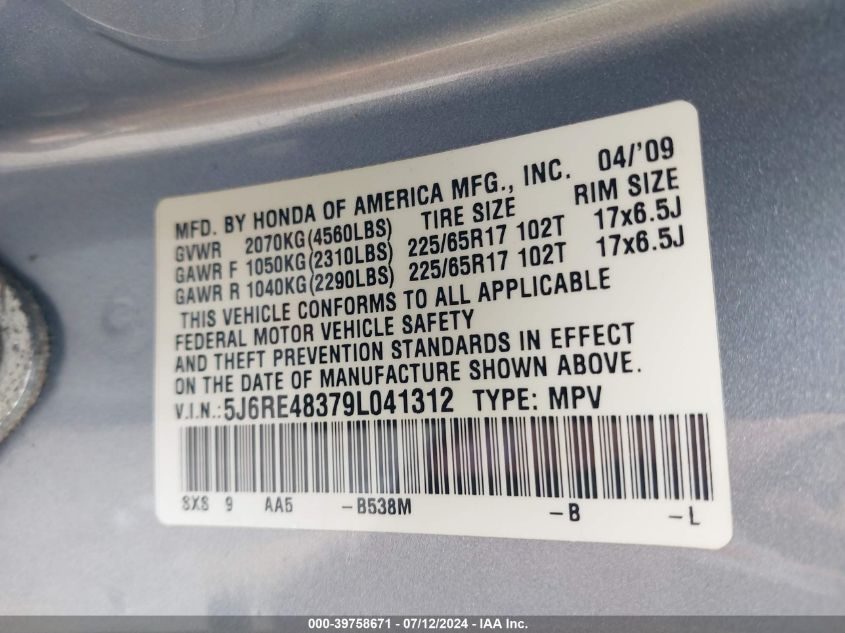 MFD. BY HONDA OF AMERICA MFG., INC. 04/'09
GVWR 2070KG(4560LBS) TIRE SIZE RIM SIZE
GAWR F 1050KG(2310LBS) 225/65R17 102T 17x6.5J
GAWR R 1040KG(2290LBS) 225/65R17 102T 17x6.5J
THIS VEHICLE CONFORMS TO ALL APPLICABLE
FEDERAL MOTOR VEHICLE SAFETY
AND THEFT PREVENTION STANDARDS IN EFFECT
ON THE DATE OF MANUFACTURE SHOWN ABOVE.
V.I.N.:5J6RE48379L041312 TYPE: MPV
SXS 9 AA5 -B538M -B -L
000-39758671 - 07/12/2024 - IAA Inc.